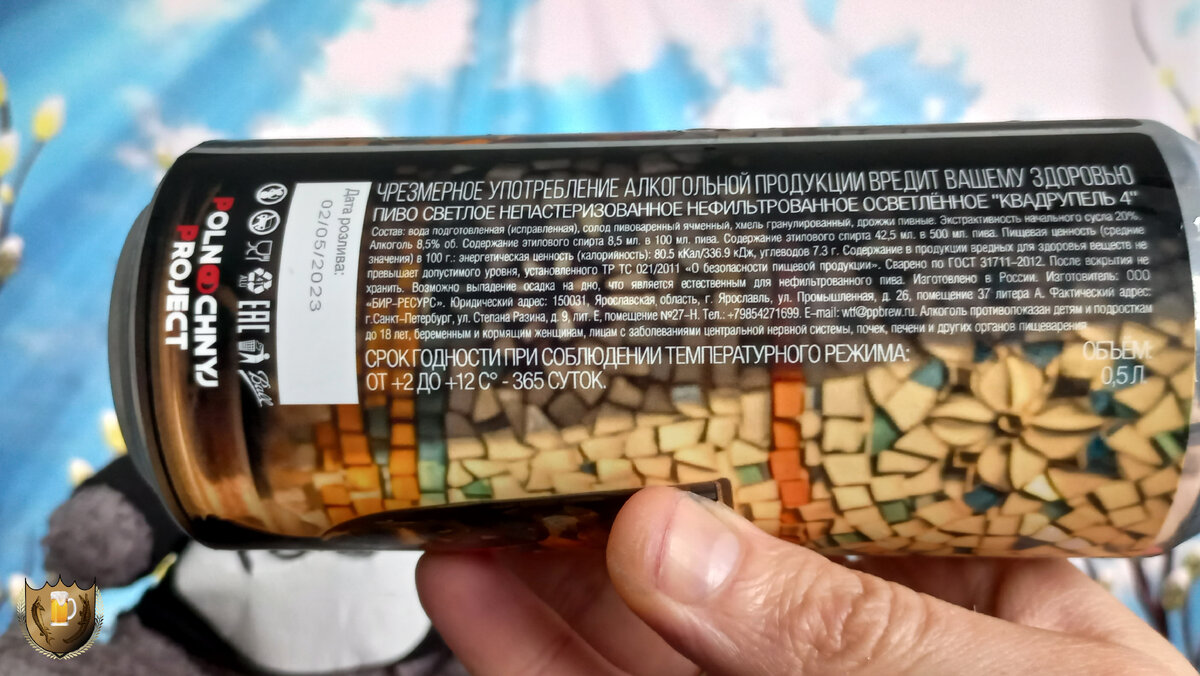 ЧРЕЗМЕРНОЕ УПОТРЕБЛЕНИЕ АЛКОГОЛЬНОЙ ПРОДУКЦИИ ВРЕДИТ ВАШЕМУ ЗДОРОВЬЮ
ПИВО СВЕТЛОЕ НЕПАСТЕРИЗОВАННОЕ НЕФИЛЬТРОВАННОЕ ОСВЕТЛЁННОЕ "КВАДРУПЕЛЬ 4"
Состав: вода подготовленная (исправленная), солод пивоваренный ячменный, хмель гранулированный, дрожжи пивные. Экстрактивность начального сусла 20%.
Алкоголь 8,5% об. Содержание этилового спирта 8,5 мл. в 100 мл. пива. Содержание этилового спирта 42,5 мл. в 500 мл. пива. Пищевая ценность (средние
значения) в 100 г.: энергетическая ценность (калорийность): 80.5 кКал/336.9 кДж, углеводов 7.3 г. Содержание в продукции вредных для здоровья веществ не
превышает допустимого уровня, установленного ТР ТС 021/2011 «О безопасности пищевой продукции». Сварено по ГОСТ 31711–2012. После вскрытия не
хранить. Возможно выпадение осадка на дно, что является естественным для нефильтрованного пива. Изготовлено в России. Изготовитель: ООО
«БИР-РЕСУРС». Юридический адрес: 150031, Ярославская, область, г. Ярославль, ул. Промышленная, д. 26, помещение 37 литера А. Фактический адрес:
г.Санкт-Петербург, ул. Степана Разина, д. 9, лит. Е, помещение №27-Н. Тел.: +79854271699. E-mail: wtf@ppbrew.ru. Алкоголь противопоказан детям и подросткам
до 18 лет, беременным и кормящим женщинам, лицам с заболеваниями центральной нервной системы, почек, печени и других органов пищеварения.
СРОК ГОДНОСТИ ПРИ СОБЛЮДЕНИИ ТЕМПЕРАТУРНОГО РЕЖИМА:
ОТ +2 ДО +12 С° - 365 СУТОК.
ОБЪЕМ:
0,5 Л
Дата розлива:
02/05/2023
POLNOCHNYJ
PROJECT
EAC
Ball